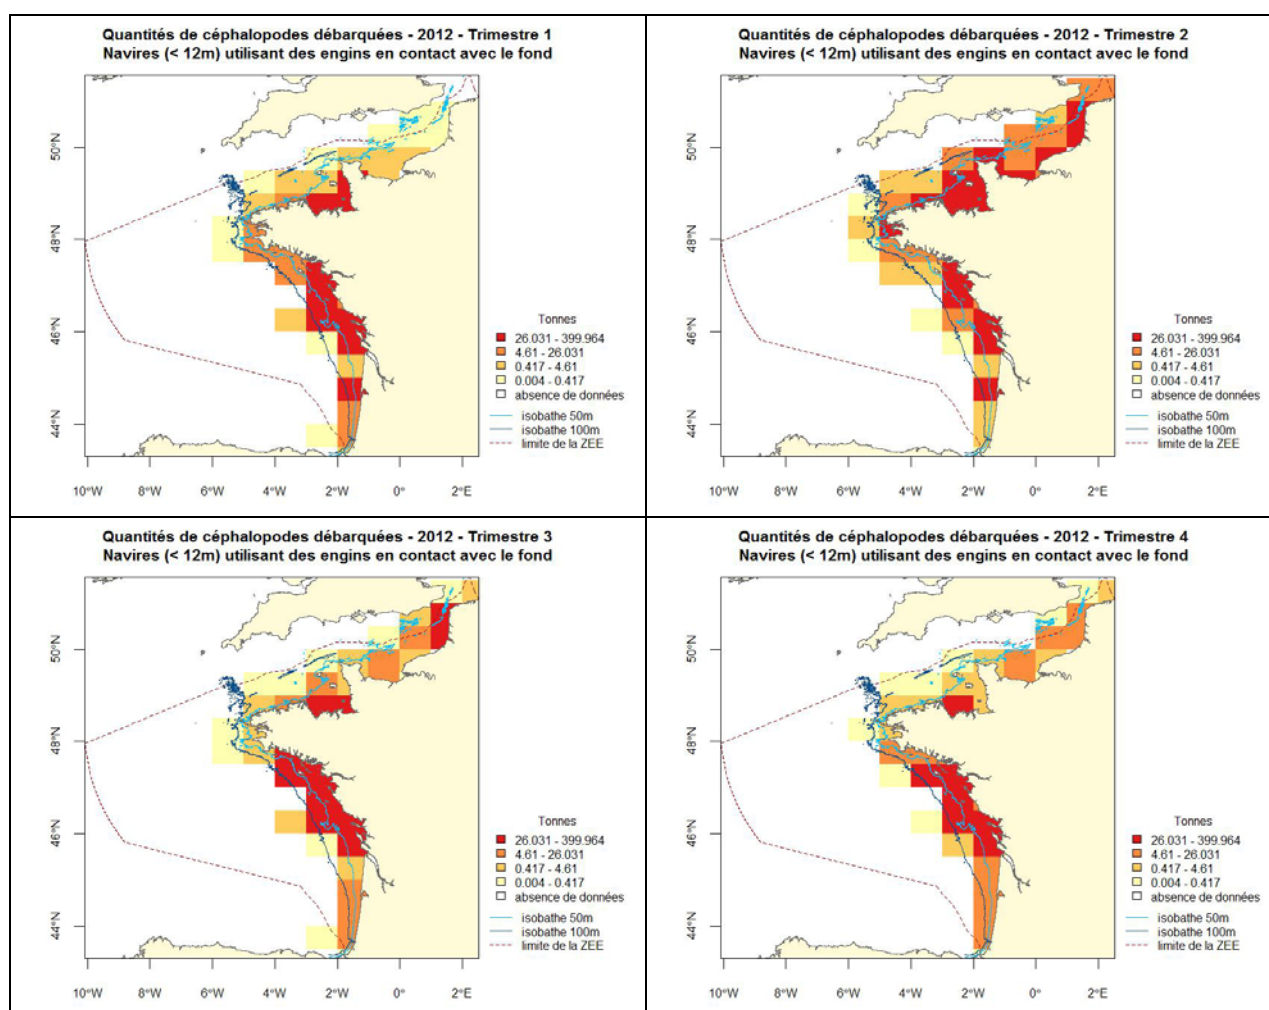 Quantités de céphalopodes débarquées - 2012 - Trimestre 1
Navires (< 12m) utilisant des engins en contact avec le fond
50°N
48°N
46°N
44°N
10°W 8°W 6°W 4°W 2°W 0° 2°E
Tonnes
26.031 - 399.964
4.61 - 26.031
0.417 - 4.61
0.004 - 0.417
absence de données
isobathe 50m
isobathe 100m
limite de la ZEE
Quantités de céphalopodes débarquées - 2012 - Trimestre 2
Navires (< 12m) utilisant des engins en contact avec le fond
50°N
48°N
46°N
44°N
10°W 8°W 6°W 4°W 2°W 0° 2°E
Tonnes
26.031 - 399.964
4.61 - 26.031
0.417 - 4.61
0.004 - 0.417
absence de données
isobathe 50m
isobathe 100m
limite de la ZEE
Quantités de céphalopodes débarquées - 2012 - Trimestre 3
Navires (< 12m) utilisant des engins en contact avec le fond
50°N
48°N
46°N
44°N
10°W 8°W 6°W 4°W 2°W 0° 2°E
Tonnes
26.031 - 399.964
4.61 - 26.031
0.417 - 4.61
0.004 - 0.417
absence de données
isobathe 50m
isobathe 100m
limite de la ZEE
Quantités de céphalopodes débarquées - 2012 - Trimestre 4
Navires (< 12m) utilisant des engins en contact avec le fond
50°N
48°N
46°N
44°N
10°W 8°W 6°W 4°W 2°W 0° 2°E
Tonnes
26.031 - 399.964
4.61 - 26.031
0.417 - 4.61
0.004 - 0.417
absence de données
isobathe 50m
isobathe 100m
limite de la ZEE